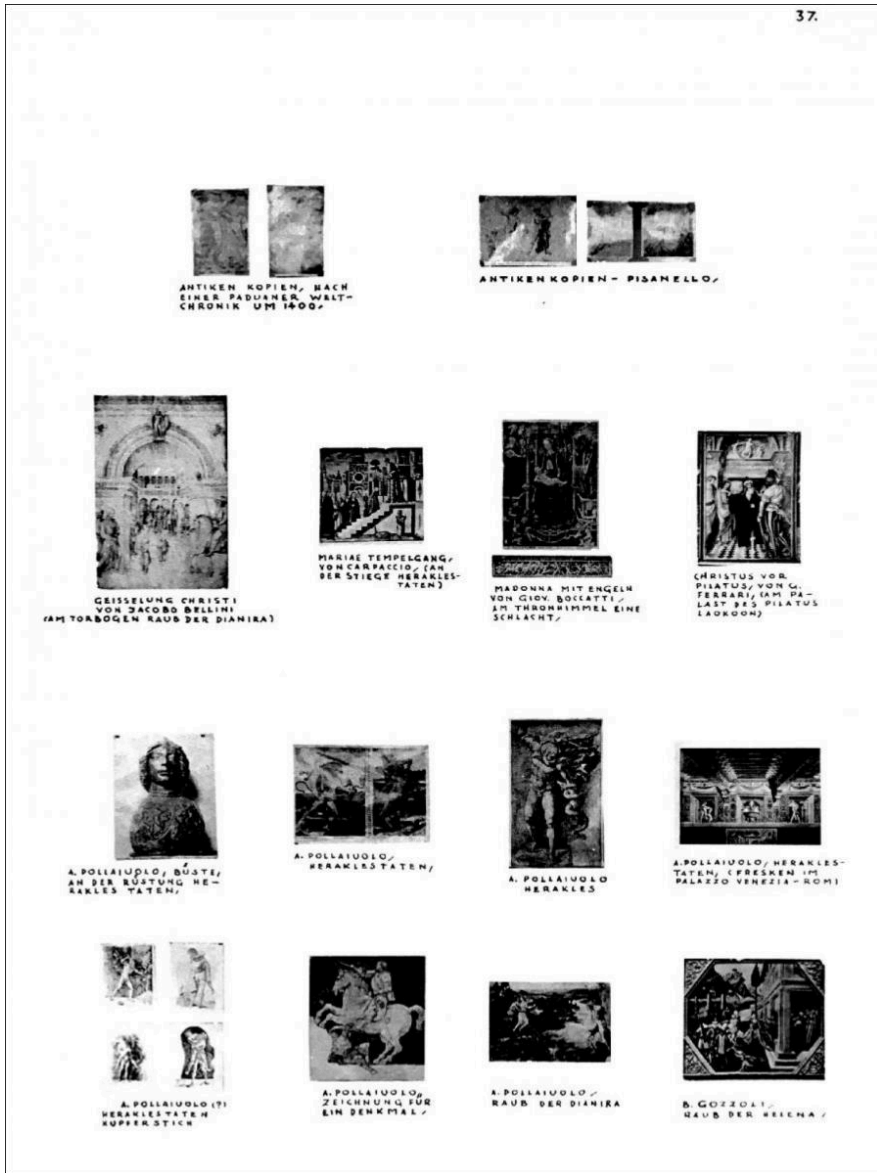 37.
ANTIKEN KOPIEN, NACH
EINER PADUANER WELT-
CHRONIK UM 1400,
ANTIKENKOPIEN - PISANELLO,
GEISSELUNG CHRISTI
VON JACOBO BELLINI
(AM TORBOGEN RAUB DER DIANIRA)
MARIAE TEMPELGANG,
VON CARPACCIO, (AN
DER STIEGE HERAKLES-
TATEN)
MADONNA MIT ENGELN
VON GIOV. BOCCATTI,
AM THRONHIMMEL EINE
SCHLACHT,
CHRISTUS VOR
PILATUS, VON G.
FERRARI, (AM PA-
LAST DES PILATUS
LAOKOON)
A. POLLAIUOLO, BÜSTE,
AN DER RÜSTUNG HE-
RAKLES TATEN,
A. POLLAIUOLO,
HERAKLESTATEN,
A. POLLAIUOLO
HERAKLES
A. POLLAIUOLO, HERAKLES-
TATEN, (FRESKEN IM
PALAZZO VENEZIA - ROM)
A. POLLAIUOLO (?)
HERAKLESTATEN
KUPFERSTICH
A. POLLAIUOLO,
ZEICHNUNG FÜR
EIN DENKMAL,
A. POLLAIUOLO,
RAUB DER DIANIRA
B. GOZZOLI,
RAUB DER HELENA,